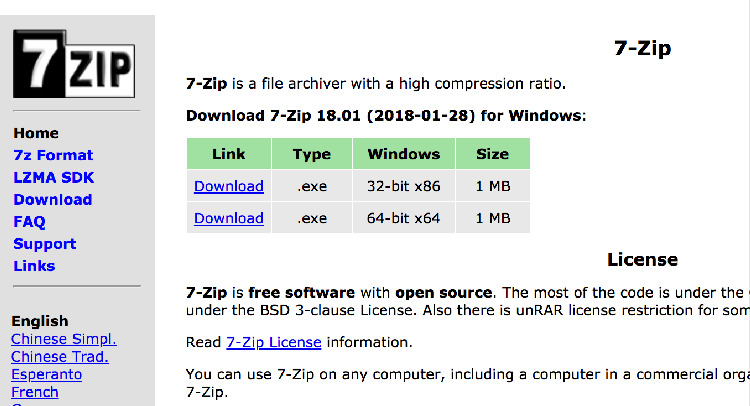 7ZIP
Home
7z Format
LZMA SDK
Download
FAQ
Support
Links
English
Chinese Simpl.
Chinese Trad.
Esperanto
French
7-Zip
7-Zip is a file archiver with a high compression ratio.
Download 7-Zip 18.01 (2018-01-28) for Windows:
Link Type Windows Size
Download .exe 32-bit x86 1 MB
Download .exe 64-bit x64 1 MB
License
7-Zip is free software with open source. The most of the code is under the
under the BSD 3-clause License. Also there is unRAR license restriction for som
Read 7-Zip License information.
You can use 7-Zip on any computer, including a computer in a commercial orga
7-Zip.